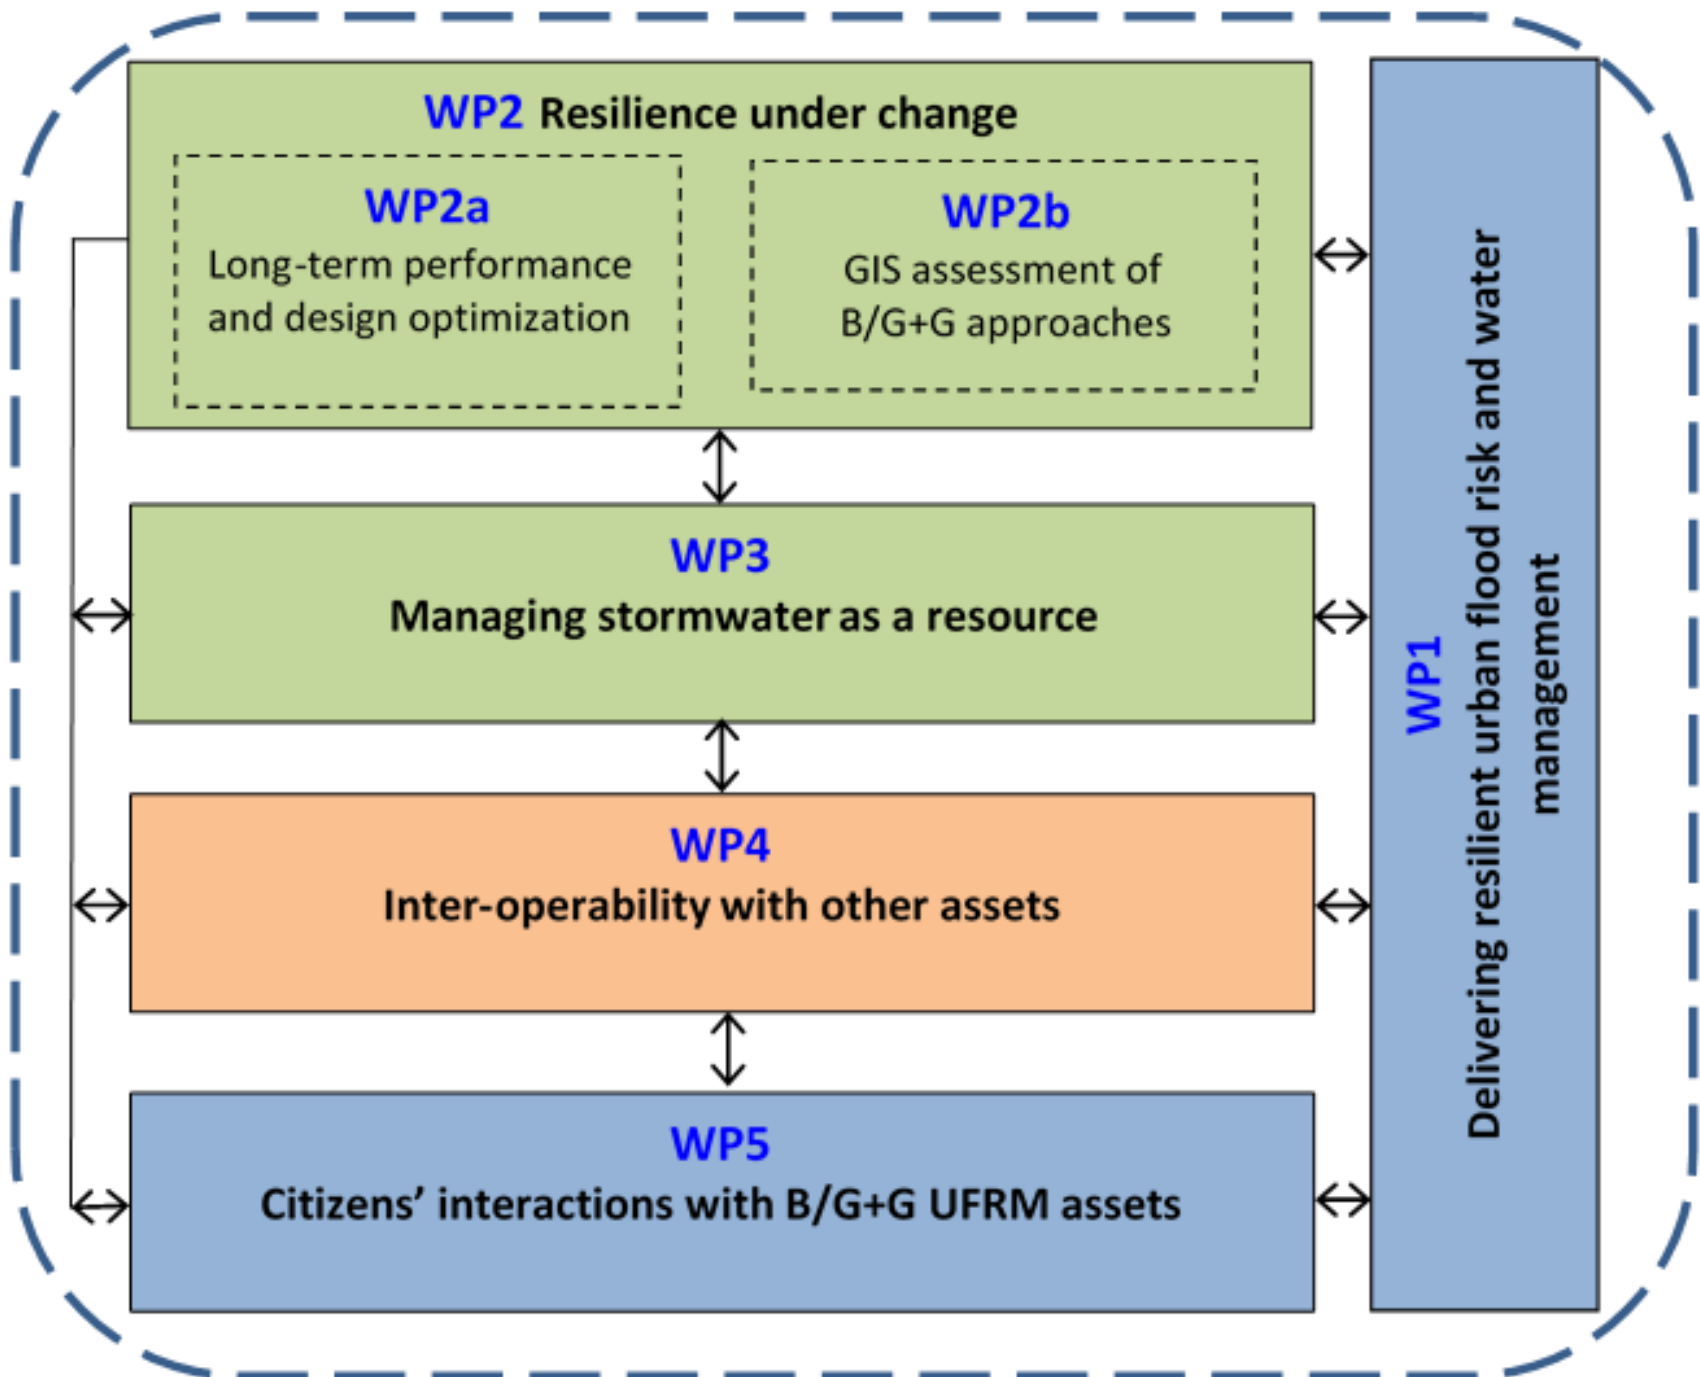 WP2 Resilience under change
WP2a
Long-term performance
and design optimization
WP2b
GIS assessment of
B/G+G approaches
WP3
Managing stormwater as a resource
WP4
Inter-operability with other assets
WP5
Citizens’ interactions with B/G+G UFRM assets
WP1
Delivering resilient urban flood risk and water
management